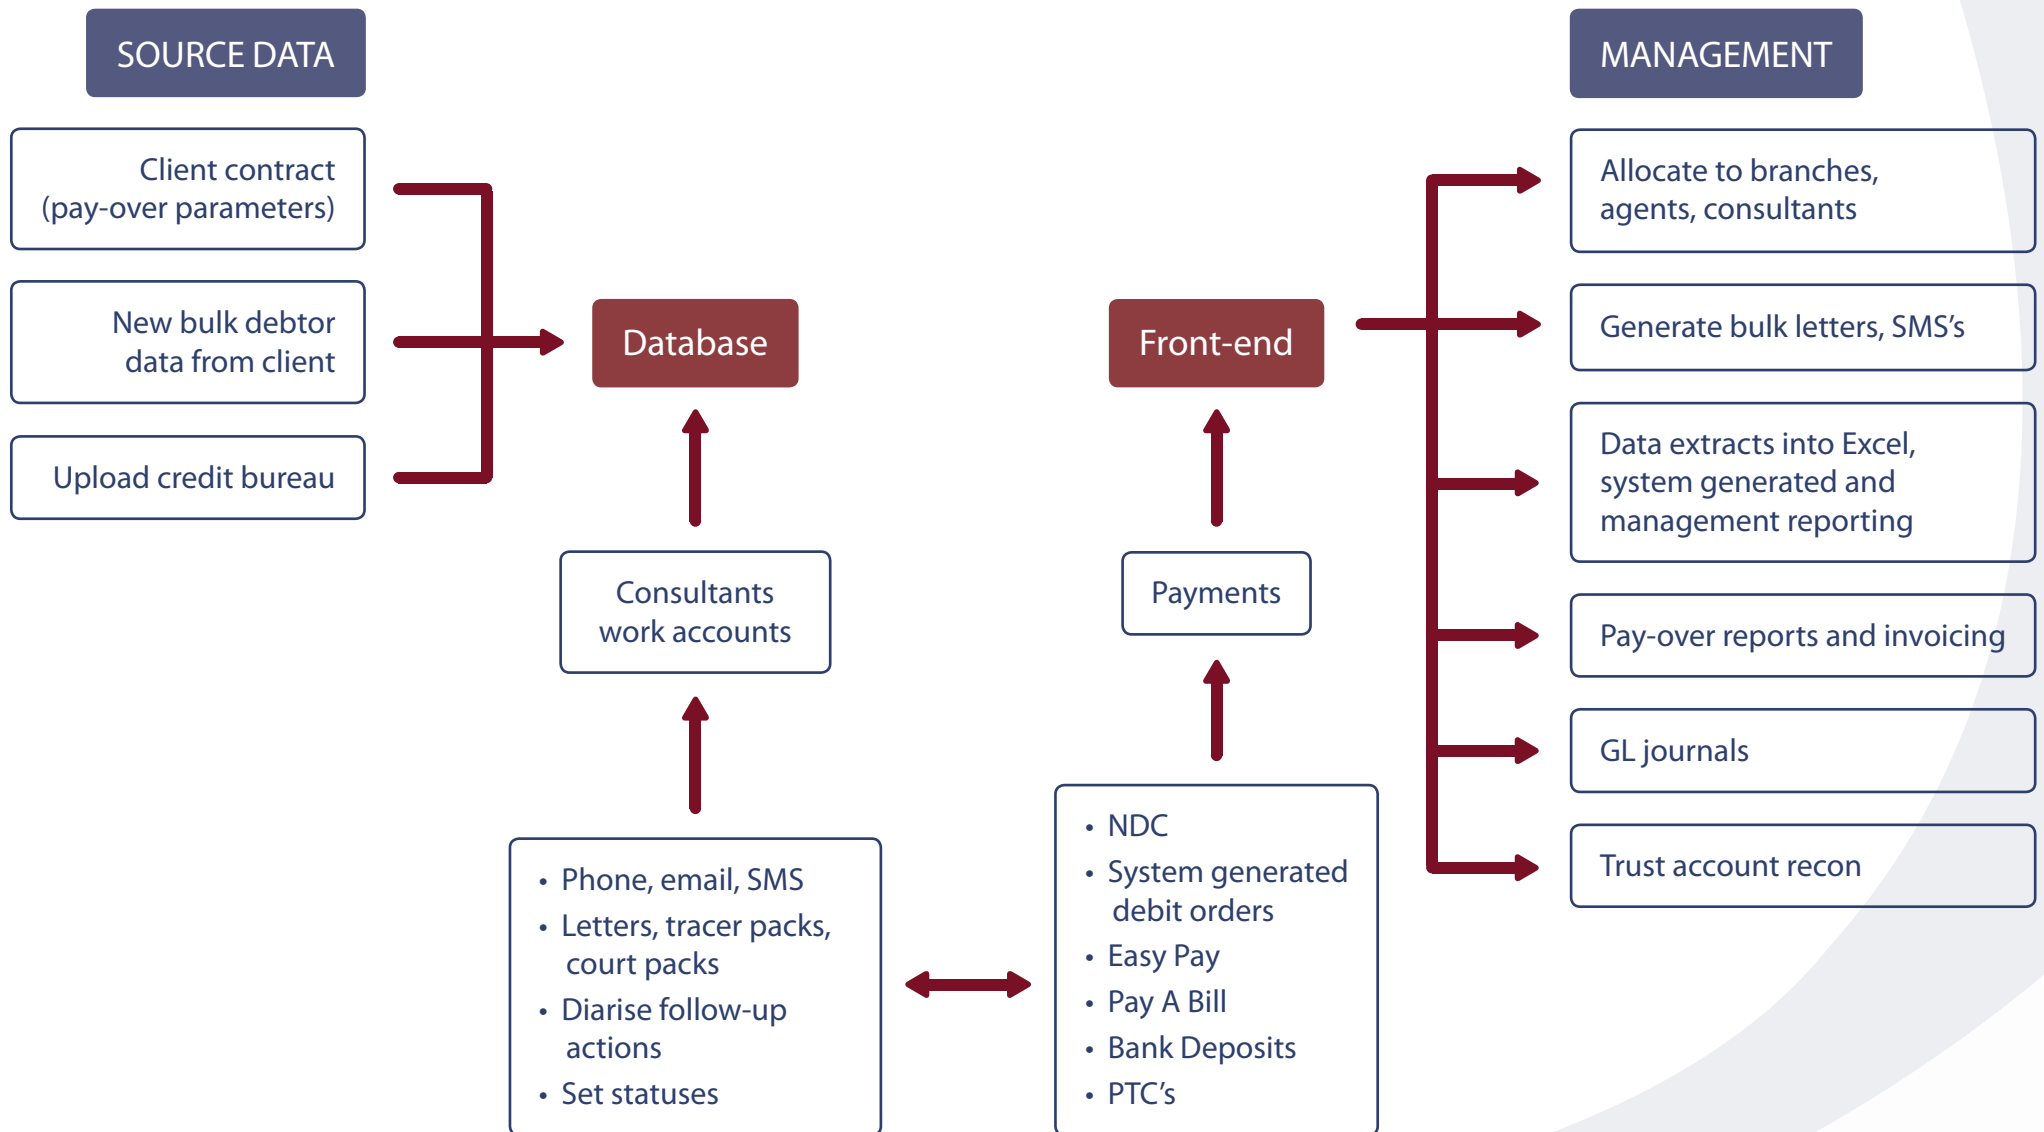 SOURCE DATA
Client contract
(pay-over parameters)
New bulk debtor
data from client
Upload credit bureau
Database
Consultants
work accounts
• Phone, email, SMS
• Letters, tracer packs,
court packs
• Diarise follow-up
actions
• Set statuses
Front-end
Payments
• NDC
• System generated
debit orders
• Easy Pay
• Pay A Bill
• Bank Deposits
• PTC’s
MANAGEMENT
Allocate to branches,
agents, consultants
Generate bulk letters, SMS’s
Data extracts into Excel,
system generated and
management reporting
Pay-over reports and invoicing
GL journals
Trust account recon